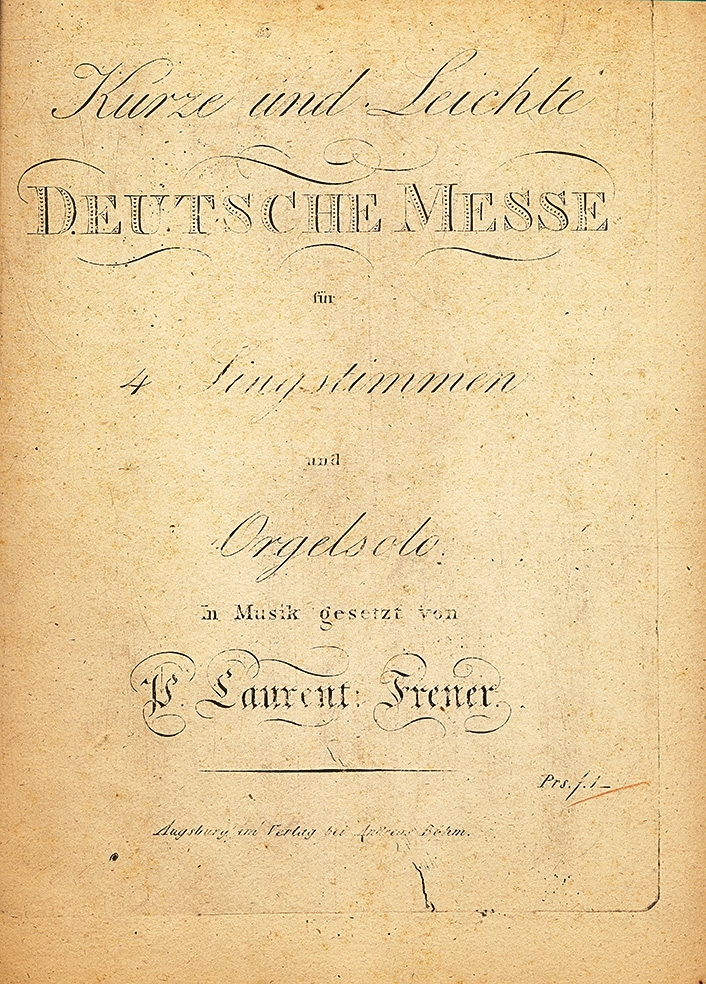 Kurze und Leichte
DEUTSCHE MESSE
für
4 Singstimmen
und
Orgelsolo.
In Musik gesetzt von
P. Laurent: Frener.
Prs. f. 1_
Augsburg, im Verlag bei Andreas Böhm.